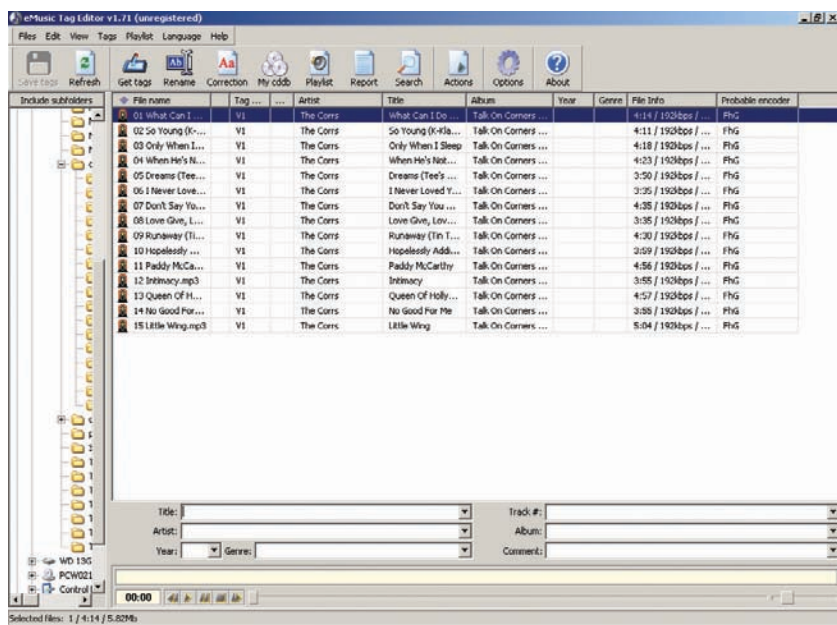 eMusic Tag Editor v1.71 (unregistered)
Files Edit View Tags Playlist Language Help
Save tags Refresh Get tags Rename Correction My cddb Playlist Report Search Actions Options About
Include subfolders File name Tag ... ... Artist Title Album Year Genre File Info Probable encoder
01 What Can I ... V1 The Corrs What Can I Do ... Talk On Corners ... 4:14 / 192kbps / ... FhG
02 So Young (K-... V1 The Corrs So Young (K-Kla... Talk On Corners ... 4:11 / 192kbps / ... FhG
03 Only When I... V1 The Corrs Only When I Sleep Talk On Corners ... 4:18 / 192kbps / ... FhG
04 When He's N... V1 The Corrs When He's Not... Talk On Corners ... 4:23 / 192kbps / ... FhG
05 Dreams (Tee... V1 The Corrs Dreams (Tee's ... Talk On Corners ... 3:50 / 192kbps / ... FhG
06 I Never Love... V1 The Corrs I Never Loved Y... Talk On Corners ... 3:35 / 192kbps / ... FhG
07 Don't Say Yo... V1 The Corrs Don't Say You ... Talk On Corners ... 4:35 / 192kbps / ... FhG
08 Love Give, L... V1 The Corrs Love Give, Lov... Talk On Corners ... 3:35 / 192kbps / ... FhG
09 Runaway (Ti... V1 The Corrs Runaway (Tin T... Talk On Corners ... 4:30 / 192kbps / ... FhG
10 Hopelessly ... V1 The Corrs Hopelessly Addi... Talk On Corners ... 3:59 / 192kbps / ... FhG
11 Paddy McCa... V1 The Corrs Paddy McCarthy Talk On Corners ... 4:56 / 192kbps / ... FhG
12 Intimacy.mp3 V1 The Corrs Intimacy Talk On Corners ... 3:55 / 192kbps / ... FhG
13 Queen Of H... V1 The Corrs Queen Of Holly... Talk On Corners ... 4:57 / 192kbps / ... FhG
14 No Good For... V1 The Corrs No Good For Me Talk On Corners ... 3:55 / 192kbps / ... FhG
15 Little Wing.mp3 V1 The Corrs Little Wing Talk On Corners ... 5:04 / 192kbps / ... FhG
Title: Track #:
Artist: Album:
Year: Genre: Comment:
WD 13G
PCW021
Control
00:00
Selected files: 1 / 4:14 / 5.82Mb